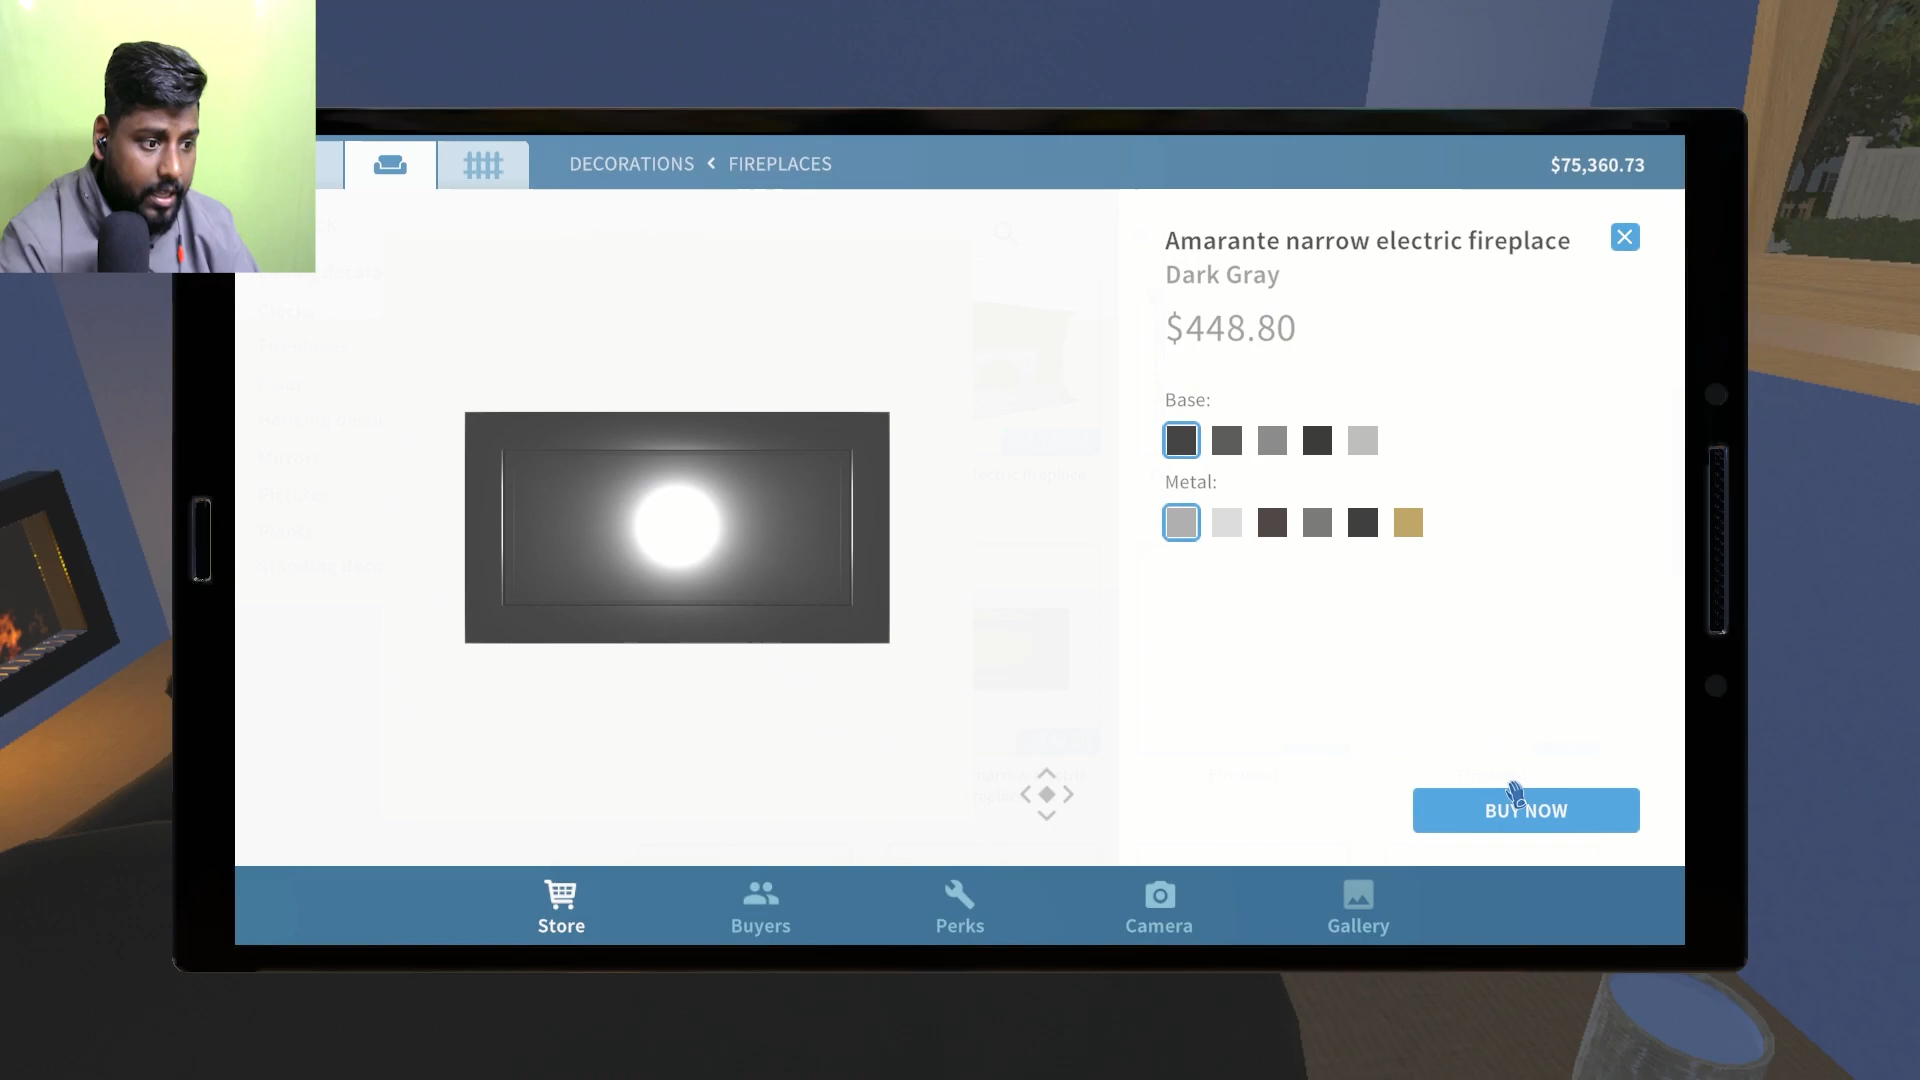 DECORATIONS < FIREPLACES
$75,360.73
Amarante narrow electric fireplace
Dark Gray
$448.80
Base:
Metal:
BUY NOW
Store
Buyers
Perks
Camera
Gallery